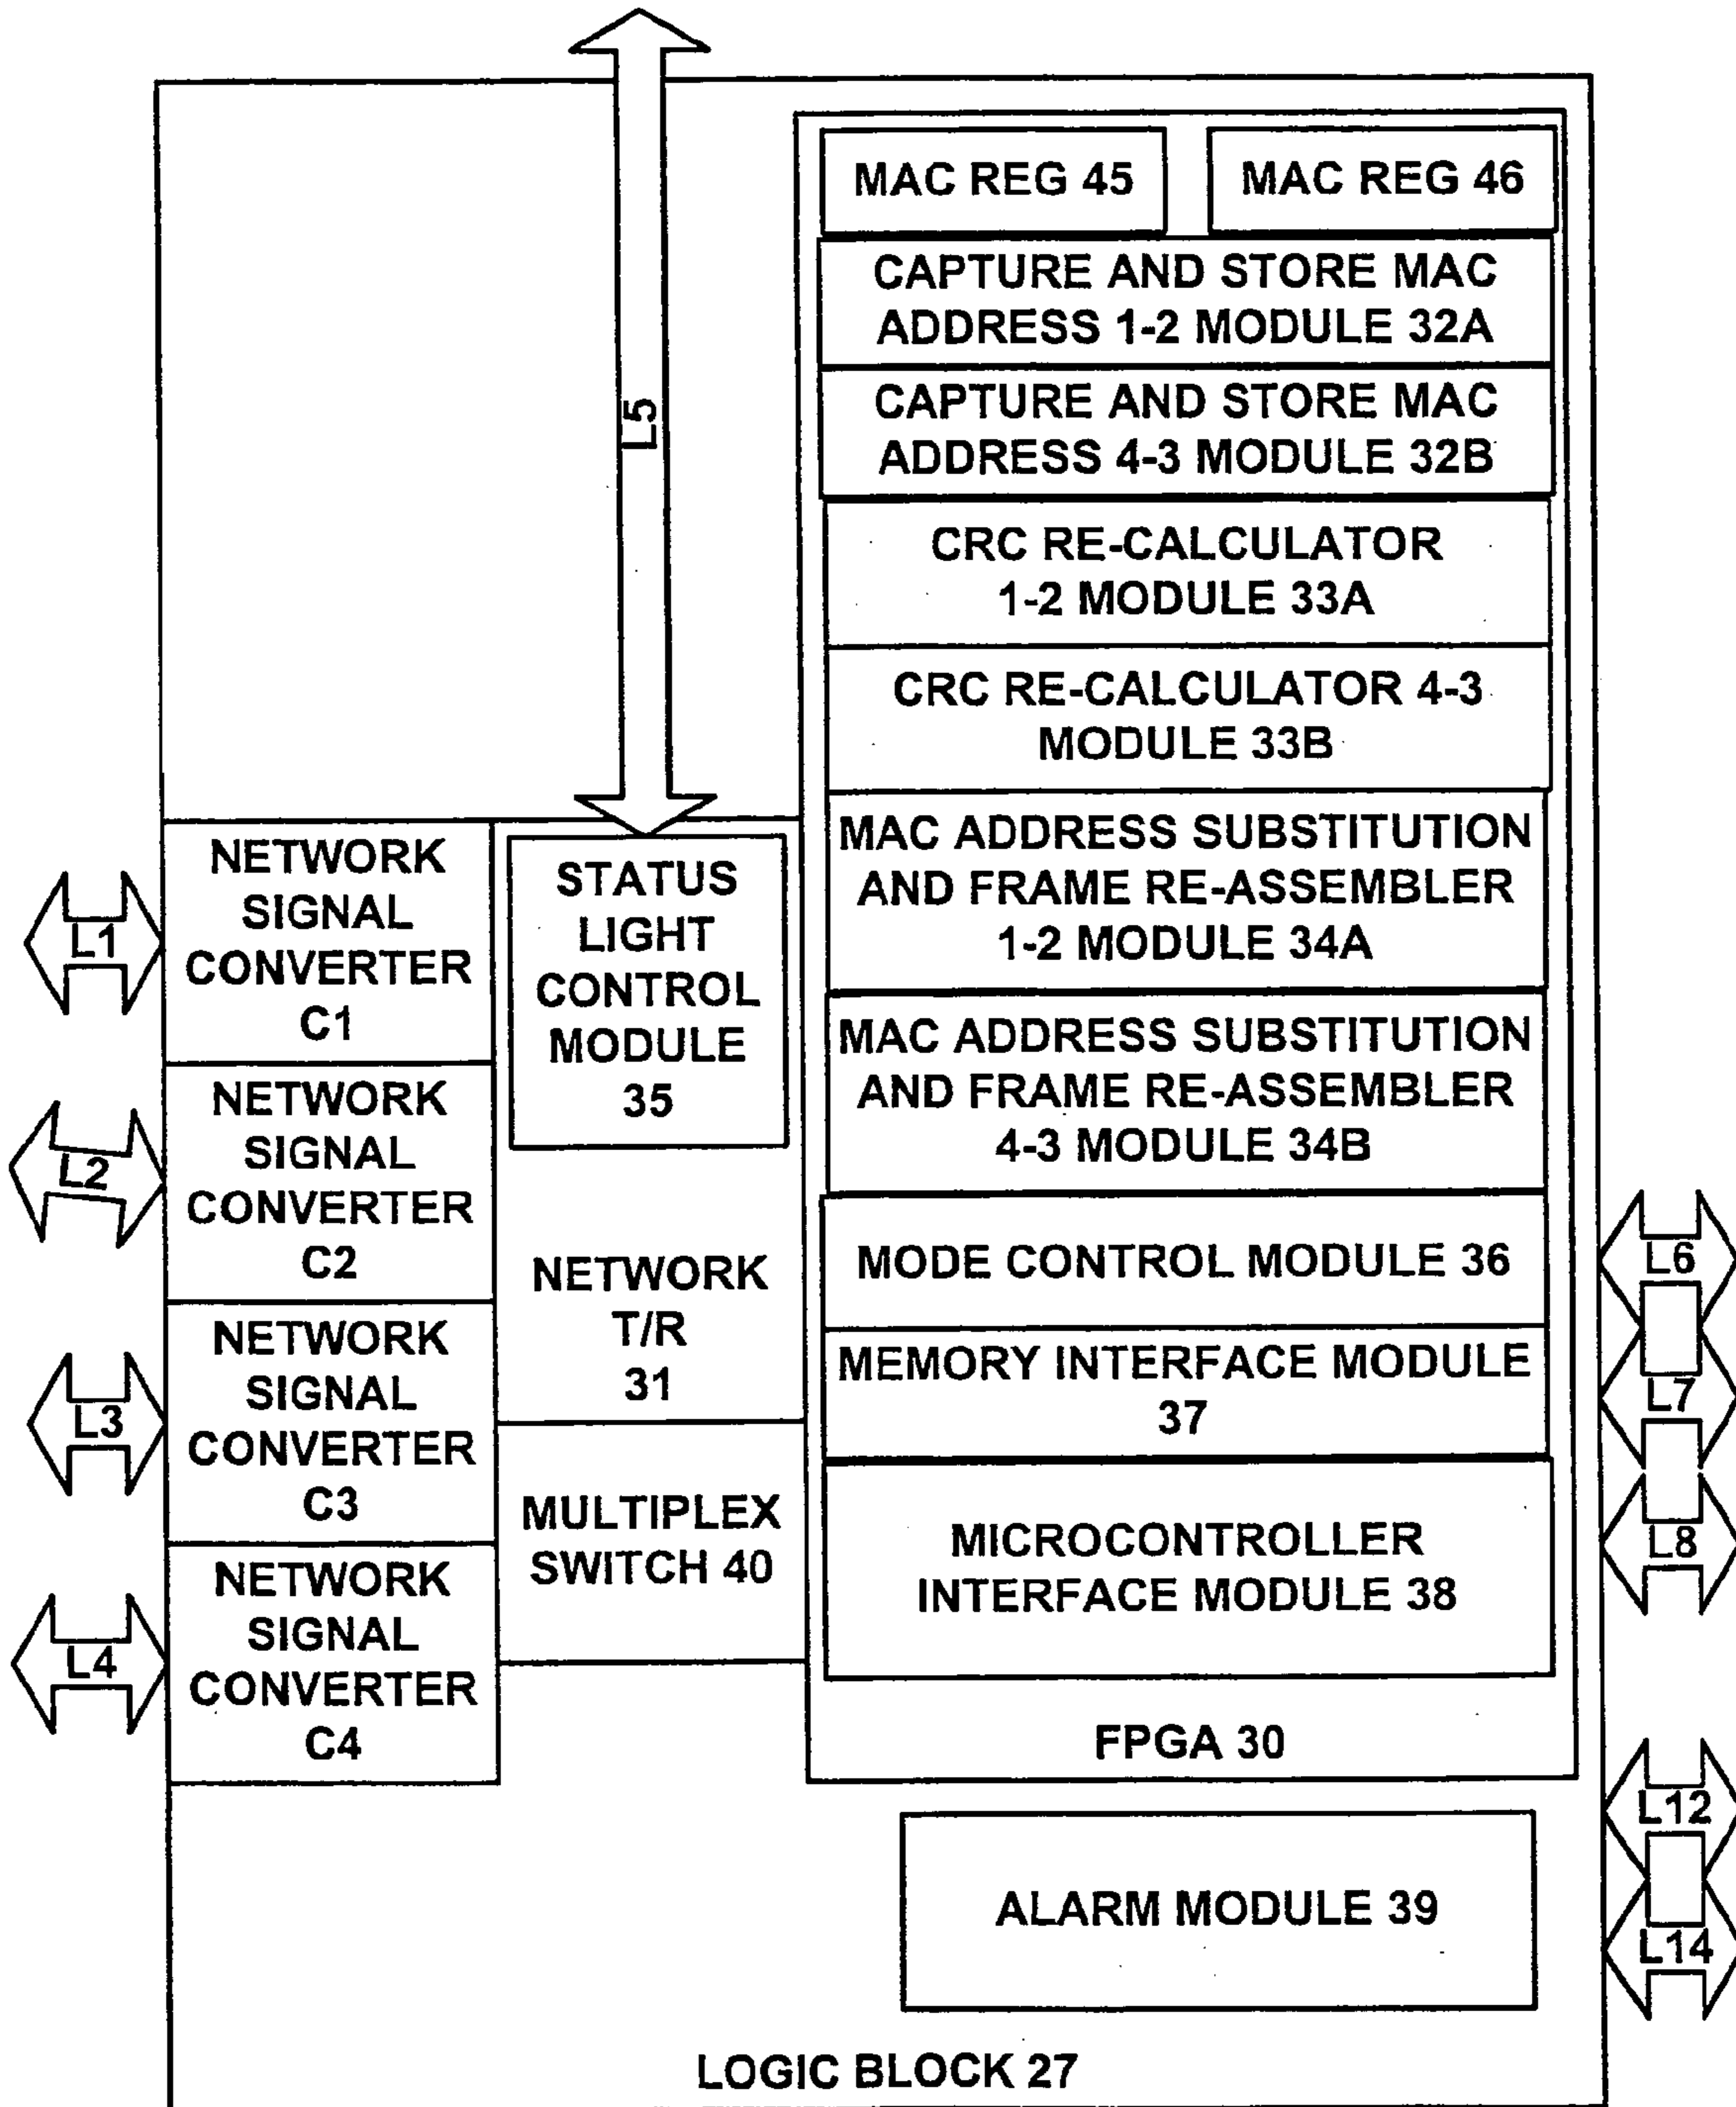 L5
MAC REG 45
MAC REG 46
CAPTURE AND STORE MAC
ADDRESS 1-2 MODULE 32A
CAPTURE AND STORE MAC
ADDRESS 4-3 MODULE 32B
CRC RE-CALCULATOR
1-2 MODULE 33A
CRC RE-CALCULATOR 4-3
MODULE 33B
MAC ADDRESS SUBSTITUTION
AND FRAME RE-ASSEMBLER
1-2 MODULE 34A
MAC ADDRESS SUBSTITUTION
AND FRAME RE-ASSEMBLER
4-3 MODULE 34B
MODE CONTROL MODULE 36
MEMORY INTERFACE MODULE
37
MICROCONTROLLER
INTERFACE MODULE 38
FPGA 30
L1
NETWORK
SIGNAL
CONVERTER
C1
L2
NETWORK
SIGNAL
CONVERTER
C2
L3
NETWORK
SIGNAL
CONVERTER
C3
L4
NETWORK
SIGNAL
CONVERTER
C4
STATUS
LIGHT
CONTROL
MODULE
35
NETWORK
T/R
31
MULTIPLEX
SWITCH 40
L6
L7
L8
L12
L14
ALARM MODULE 39
LOGIC BLOCK 27